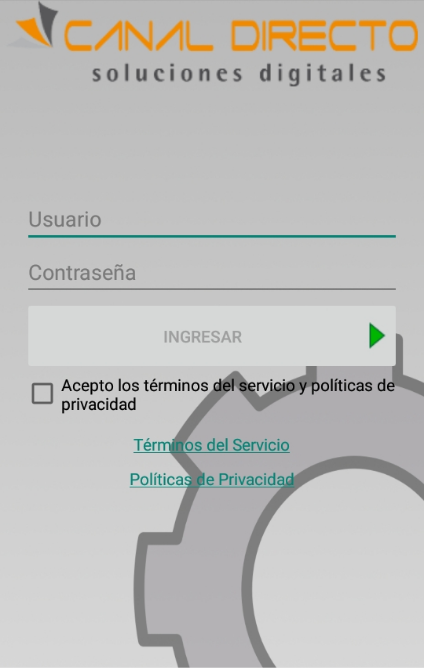 CANAL DIRECTO
soluciones digitales
Usuario
Contraseña
INGRESAR
Acepto los términos del servicio y políticas de
privacidad
Términos del Servicio
Políticas de Privacidad